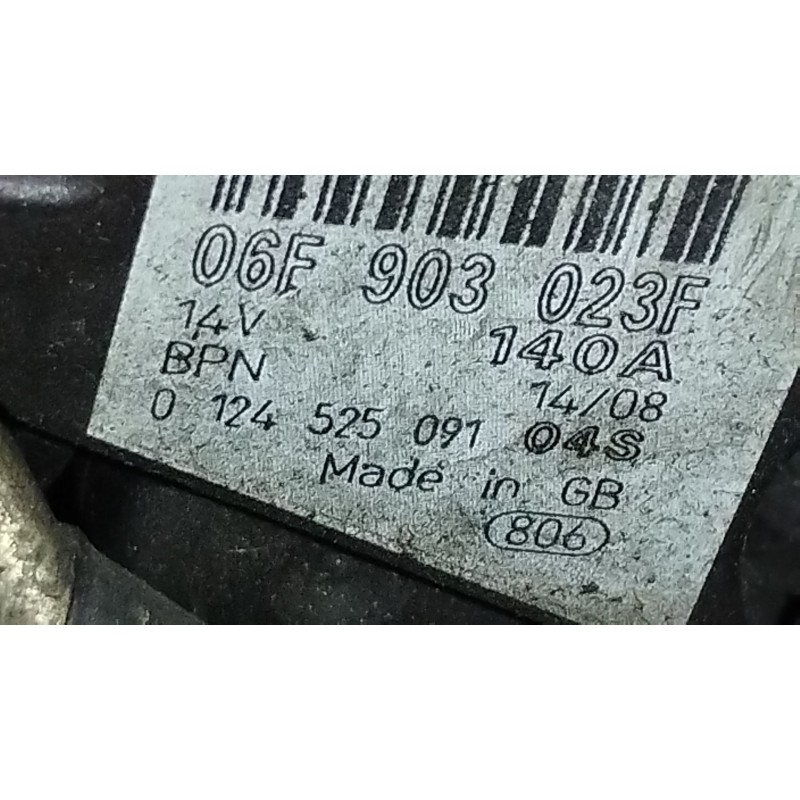 06F 903 023F
14V 140A
BPN 14/08
0 124 525 091 04S
Made in GB
806